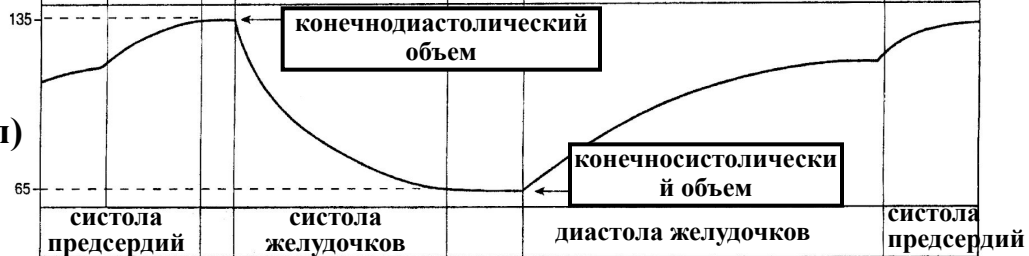 135
конечнодиастолический
объем
л)
конечносистолически
й объем
65
систола
предсердий
систола
желудочков
диастола желудочков
систола
предсердий